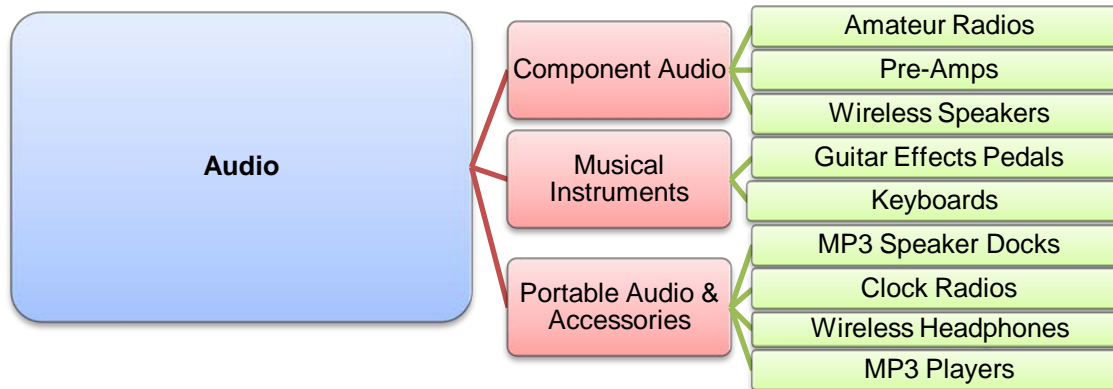 Audio
Component Audio
Amateur Radios
Pre-Amps
Wireless Speakers
Musical
Instruments
Guitar Effects Pedals
Keyboards
Portable Audio &
Accessories
MP3 Speaker Docks
Clock Radios
Wireless Headphones
MP3 Players